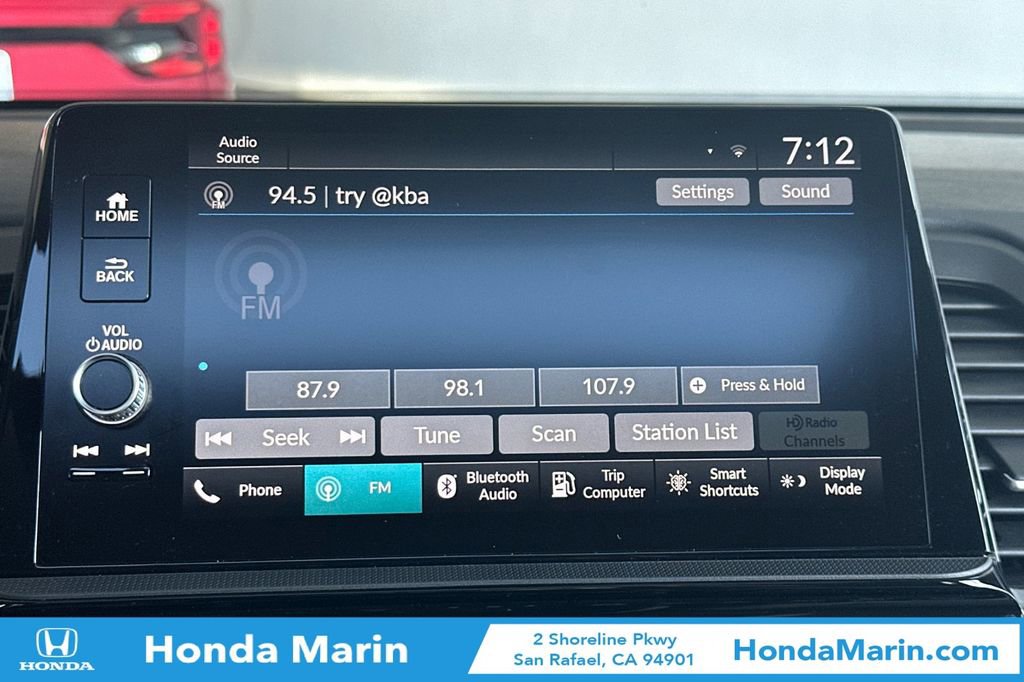 Audio
Source
7:12
FM
94.5 | try @kba
Settings
Sound
HOME
BACK
FM
VOL
AUDIO
87.9
98.1
107.9
Press & Hold
Seek
Tune
Scan
Station List
HD Radio
Channels
Phone
FM
Bluetooth
Audio
Trip
Computer
Smart
Shortcuts
Display
Mode
HONDA
Honda Marin
2 Shoreline Pkwy
San Rafael, CA 94901
HondaMarin.com